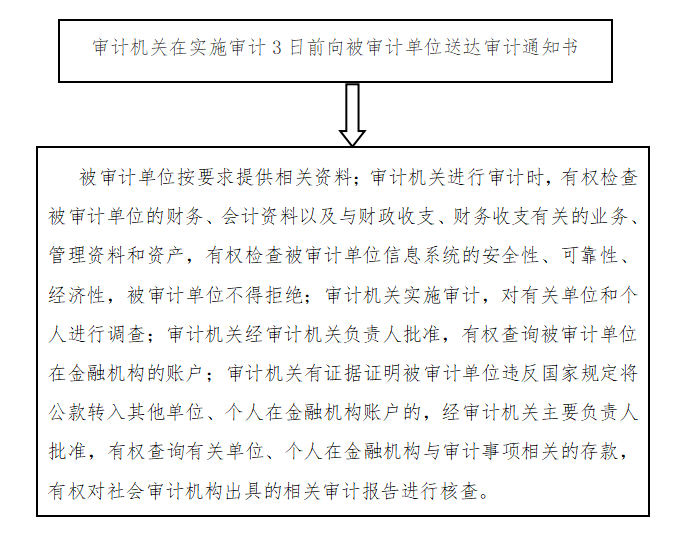 审计机关在实施审计3日前向被审计单位送达审计通知书
被审计单位按要求提供相关资料；审计机关进行审计时，有权检查
被审计单位的财务、会计资料以及与财政收支、财务收支有关的业务、
管理资料和资产，有权检查被审计单位信息系统的安全性、可靠性、
经济性，被审计单位不得拒绝；审计机关实施审计，对有关单位和个
人进行调查；审计机关经审计机关负责人批准，有权查询被审计单位
在金融机构的账户；审计机关有证据证明被审计单位违反国家规定将
公款转入其他单位、个人在金融机构账户的，经审计机关主要负责人
批准，有权查询有关单位、个人在金融机构与审计事项相关的存款，
有权对社会审计机构出具的相关审计报告进行核查。